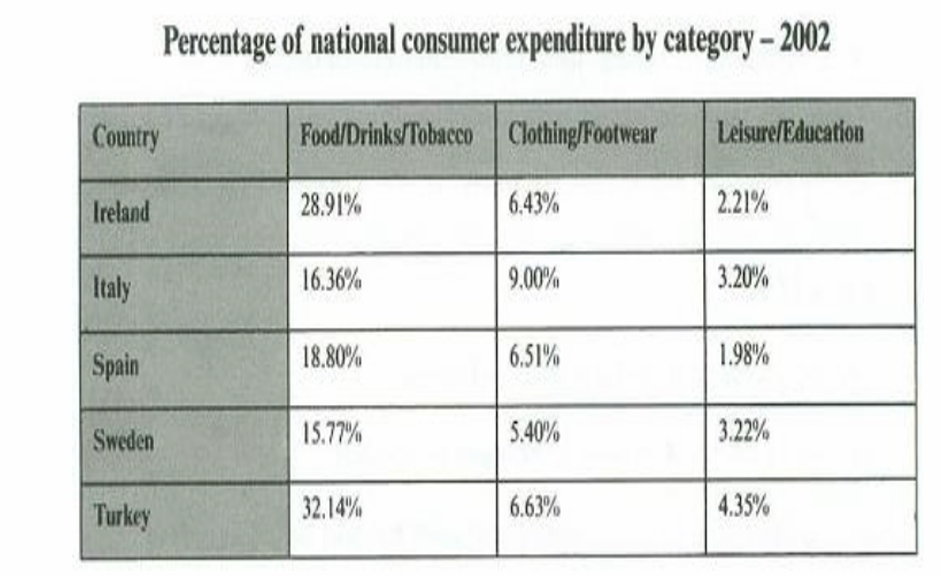 Percentage of national consumer expenditure by category – 2002
Country Food/Drinks/Tobacco Clothing/Footwear Leisure/Education
Ireland 28.91% 6.43% 2.21%
Italy 16.36% 9.00% 3.20%
Spain 18.80% 6.51% 1.98%
Sweden 15.77% 5.40% 3.22%
Turkey 32.14% 6.63% 4.35%